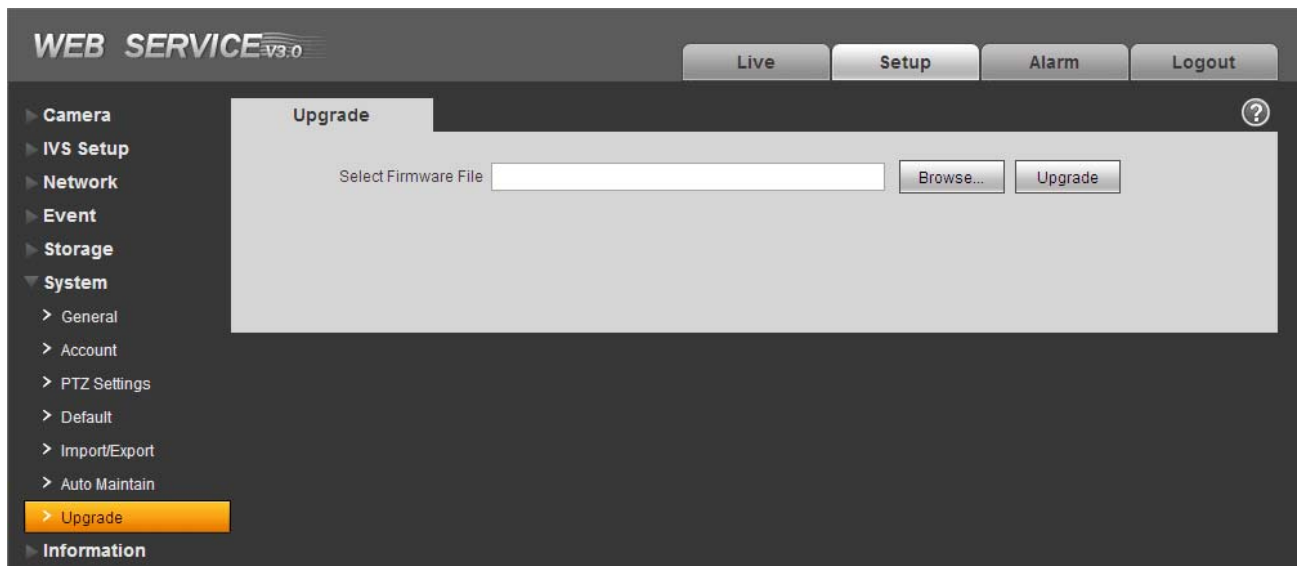 WEB SERVICE V3.0
Live
Setup
Alarm
Logout
Camera
IVS Setup
Network
Event
Storage
System
> General
> Account
> PTZ Settings
> Default
> Import/Export
> Auto Maintain
> Upgrade
Information
Upgrade
?
Select Firmware File
Browse...
Upgrade